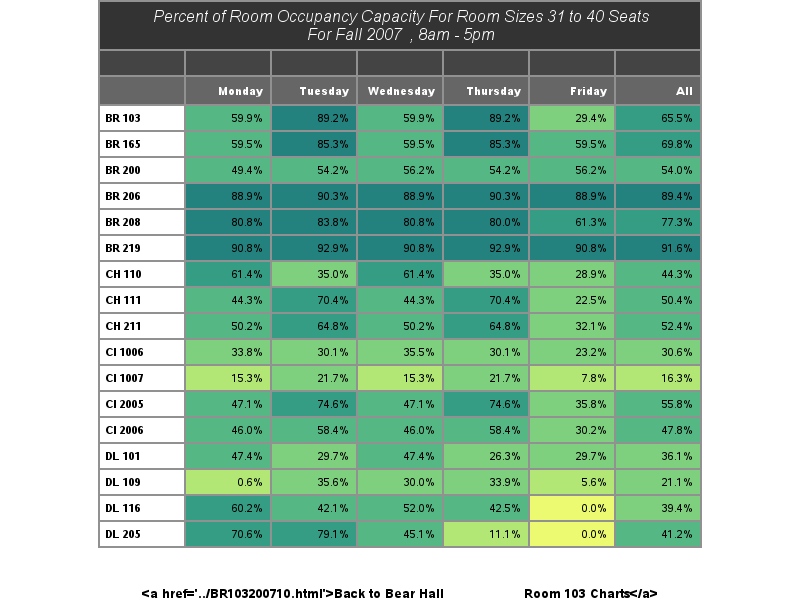 Percent of Room Occupancy Capacity For Room Sizes 31 to 40 Seats
For Fall 2007 , 8am - 5pm
Monday Tuesday Wednesday Thursday Friday All
BR 103 59.9% 89.2% 59.9% 89.2% 29.4% 65.5%
BR 165 59.5% 85.3% 59.5% 85.3% 59.5% 69.8%
BR 200 49.4% 54.2% 56.2% 54.2% 56.2% 54.0%
BR 206 88.9% 90.3% 88.9% 90.3% 88.9% 89.4%
BR 208 80.8% 83.8% 80.8% 80.0% 61.3% 77.3%
BR 219 90.8% 92.9% 90.8% 92.9% 90.8% 91.6%
CH 110 61.4% 35.0% 61.4% 35.0% 28.9% 44.3%
CH 111 44.3% 70.4% 44.3% 70.4% 22.5% 50.4%
CH 211 50.2% 64.8% 50.2% 64.8% 32.1% 52.4%
CI 1006 33.8% 30.1% 35.5% 30.1% 23.2% 30.6%
CI 1007 15.3% 21.7% 15.3% 21.7% 7.8% 16.3%
CI 2005 47.1% 74.6% 47.1% 74.6% 35.8% 55.8%
CI 2006 46.0% 58.4% 46.0% 58.4% 30.2% 47.8%
DL 101 47.4% 29.7% 47.4% 26.3% 29.7% 36.1%
DL 109 0.6% 35.6% 30.0% 33.9% 5.6% 21.1%
DL 116 60.2% 42.1% 52.0% 42.5% 0.0% 39.4%
DL 205 70.6% 79.1% 45.1% 11.1% 0.0% 41.2%
<a href='../BR103200710.html'>Back to Bear Hall Room 103 Charts</a>